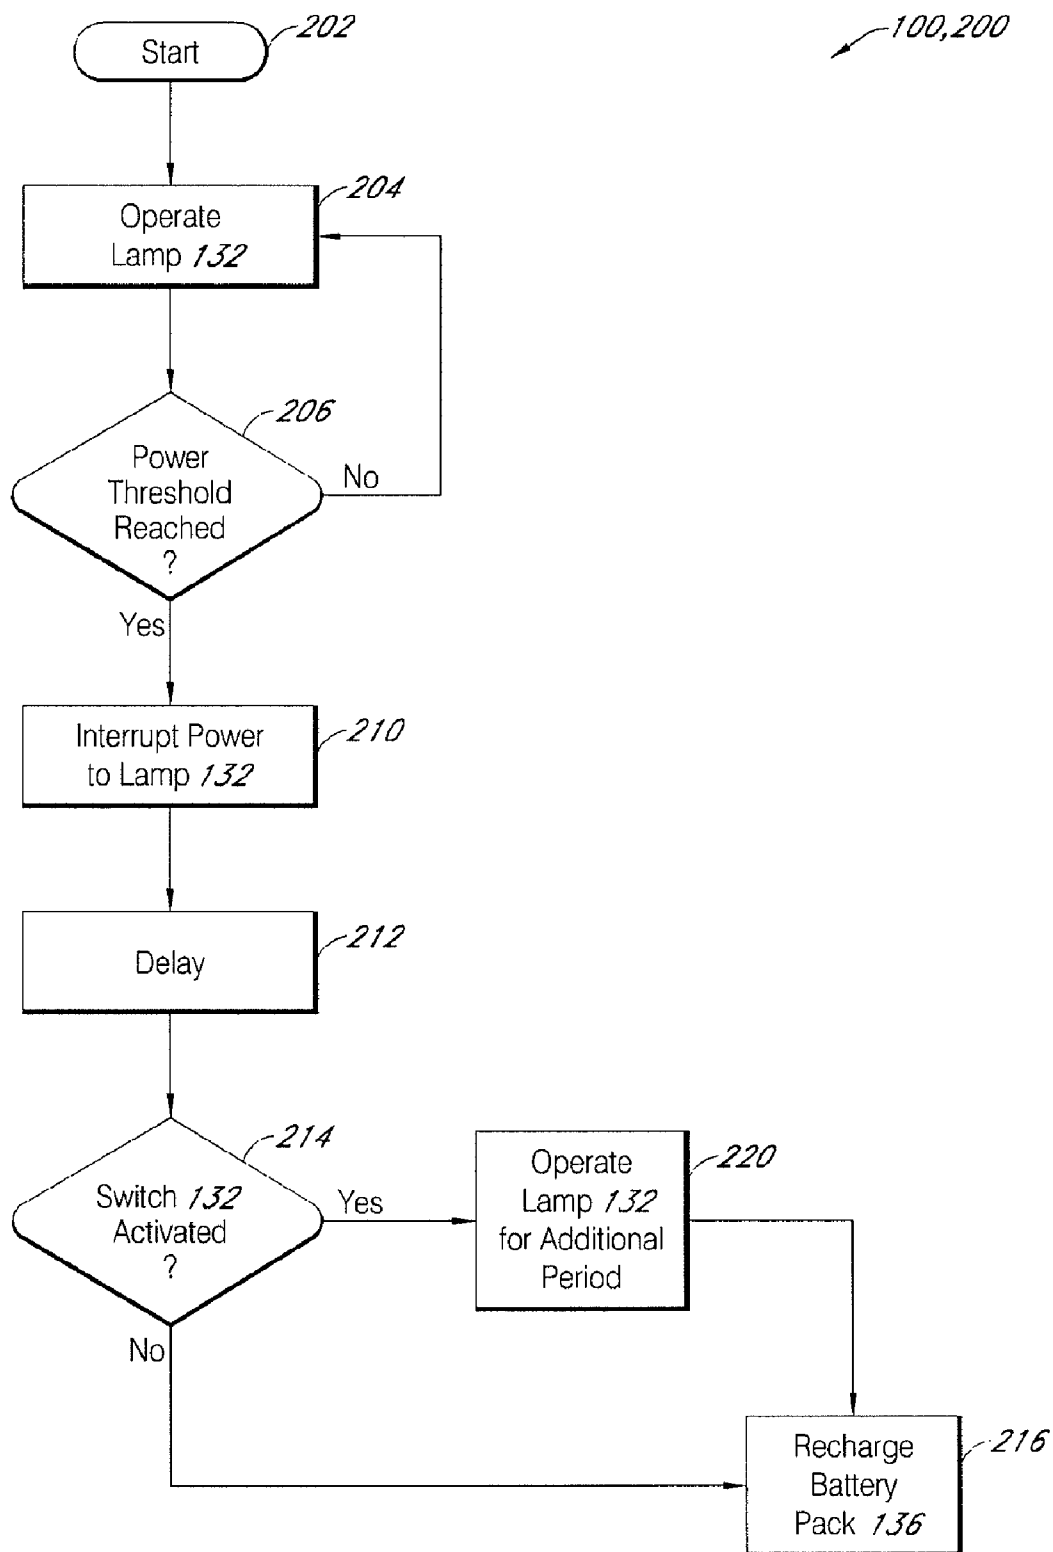 100,200
Start
202
Operate
Lamp 132
204
Power
Threshold
Reached
?
206
No
Yes
Interrupt Power
to Lamp 132
210
Delay
212
Switch 132
Activated
?
214
Yes
No
Operate
Lamp 132
for Additional
Period
220
Recharge
Battery
Pack 136
216